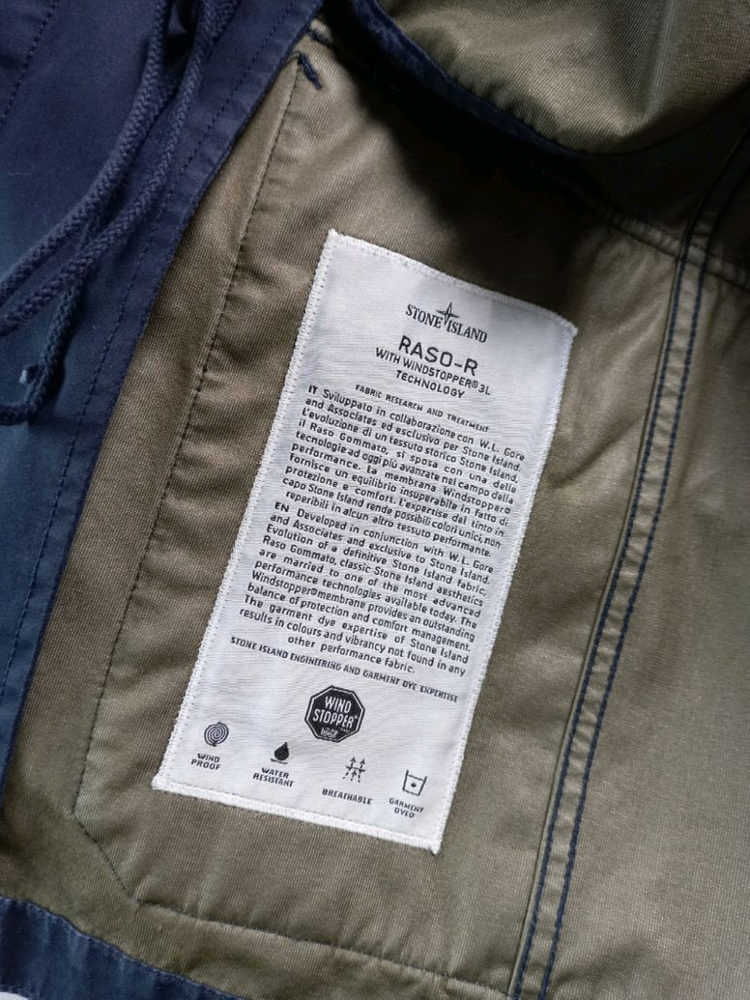 STONE ISLAND
RASO-R
WITH WINDSTOPPER® 3L
TECHNOLOGY
FABRIC RESEARCH AND TREATMENT
IT Sviluppato in collaborazione con W.L. Gore
and Associates ed esclusivo per Stone Island.
L'evoluzione di un tessuto storico Stone Island,
il Raso Gommato, si sposa con una delle
tecnologie ad oggi più avanzate nel campo della
performance. La membrana Windstopper®
fornisce un equilibrio insuperabile in fatto di
protezione e comfort. L'expertise del tinto in
capo Stone Island rende possibili colori unici, non
reperibili in alcun altro tessuto performante.
EN Developed in conjunction with W.L. Gore
and Associates and exclusive to Stone Island.
Evolution of a definitive Stone Island fabric,
Raso Gommato, classic Stone Island aesthetics
are married to one of the most advanced
performance technologies available today. The
Windstopper®membrane provides an outstanding
balance of protection and comfort management.
The garment dye expertise of Stone Island
results in colours and vibrancy not found in any
other performance fabric.
STONE ISLAND ENGINEERING AND GARMENT DYE EXPERTISE
WIND
STOPPER®
WIND
PROOF
WATER
RESISTANT
BREATHABLE
GARMENT
DYED